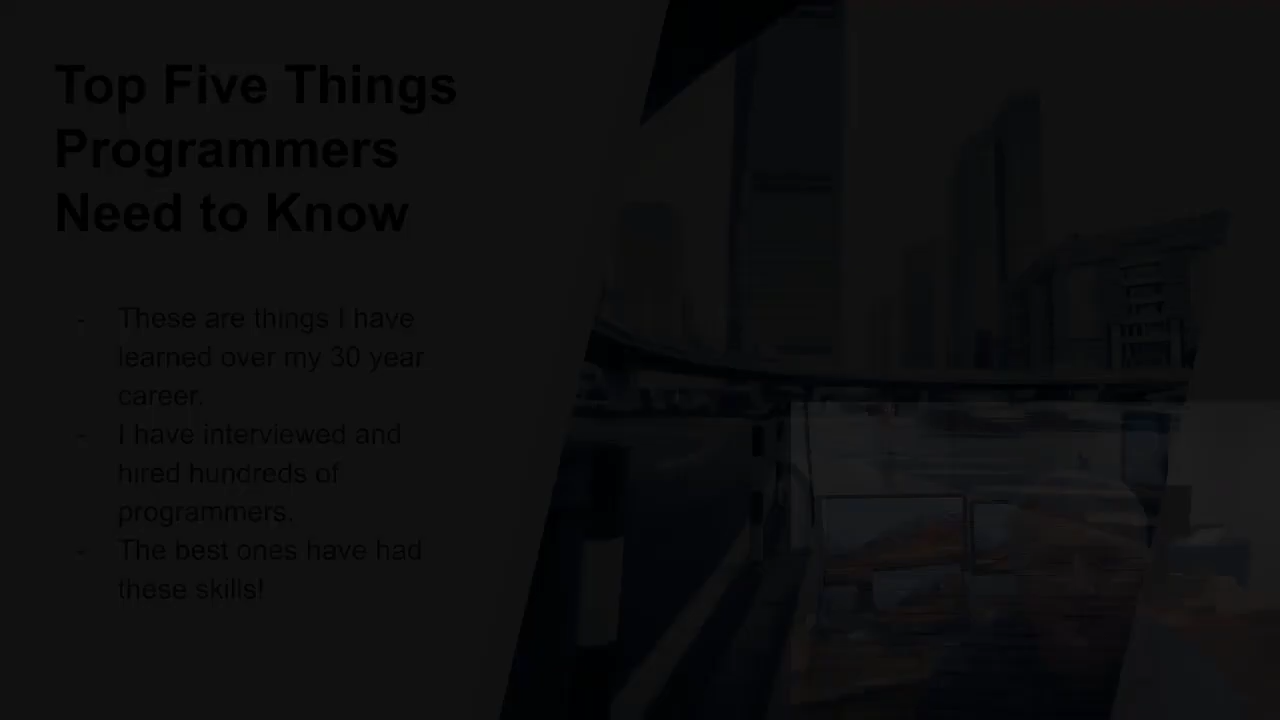 Top Five Things
Programmers
Need to Know
- These are things I have
learned over my 30 year
career.
- I have interviewed and
hired hundreds of
programmers.
- The best ones have had
these skills!